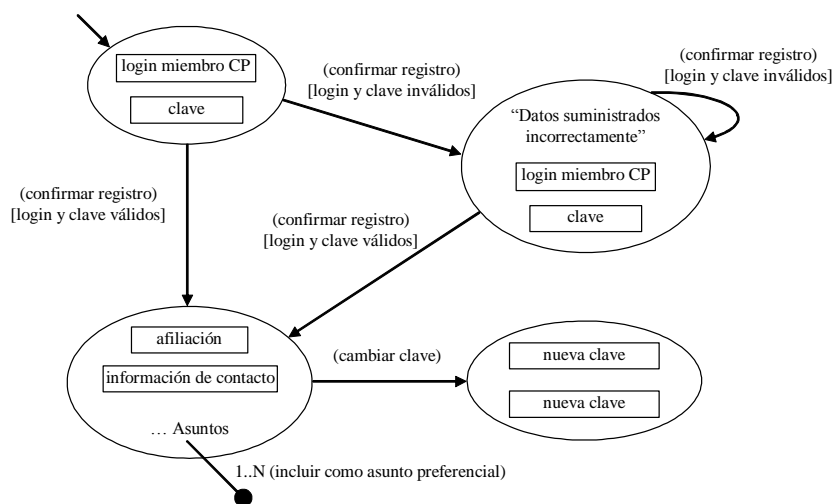 login miembro CP
clave
(confirmar registro)
[login y clave inválidos]
(confirmar registro)
[login y clave inválidos]
“Datos suministrados
incorrectamente”
login miembro CP
clave
(confirmar registro)
[login y clave válidos]
(confirmar registro)
[login y clave válidos]
afiliación
información de contacto
… Asuntos
(cambiar clave)
nueva clave
nueva clave
1..N (incluir como asunto preferencial)